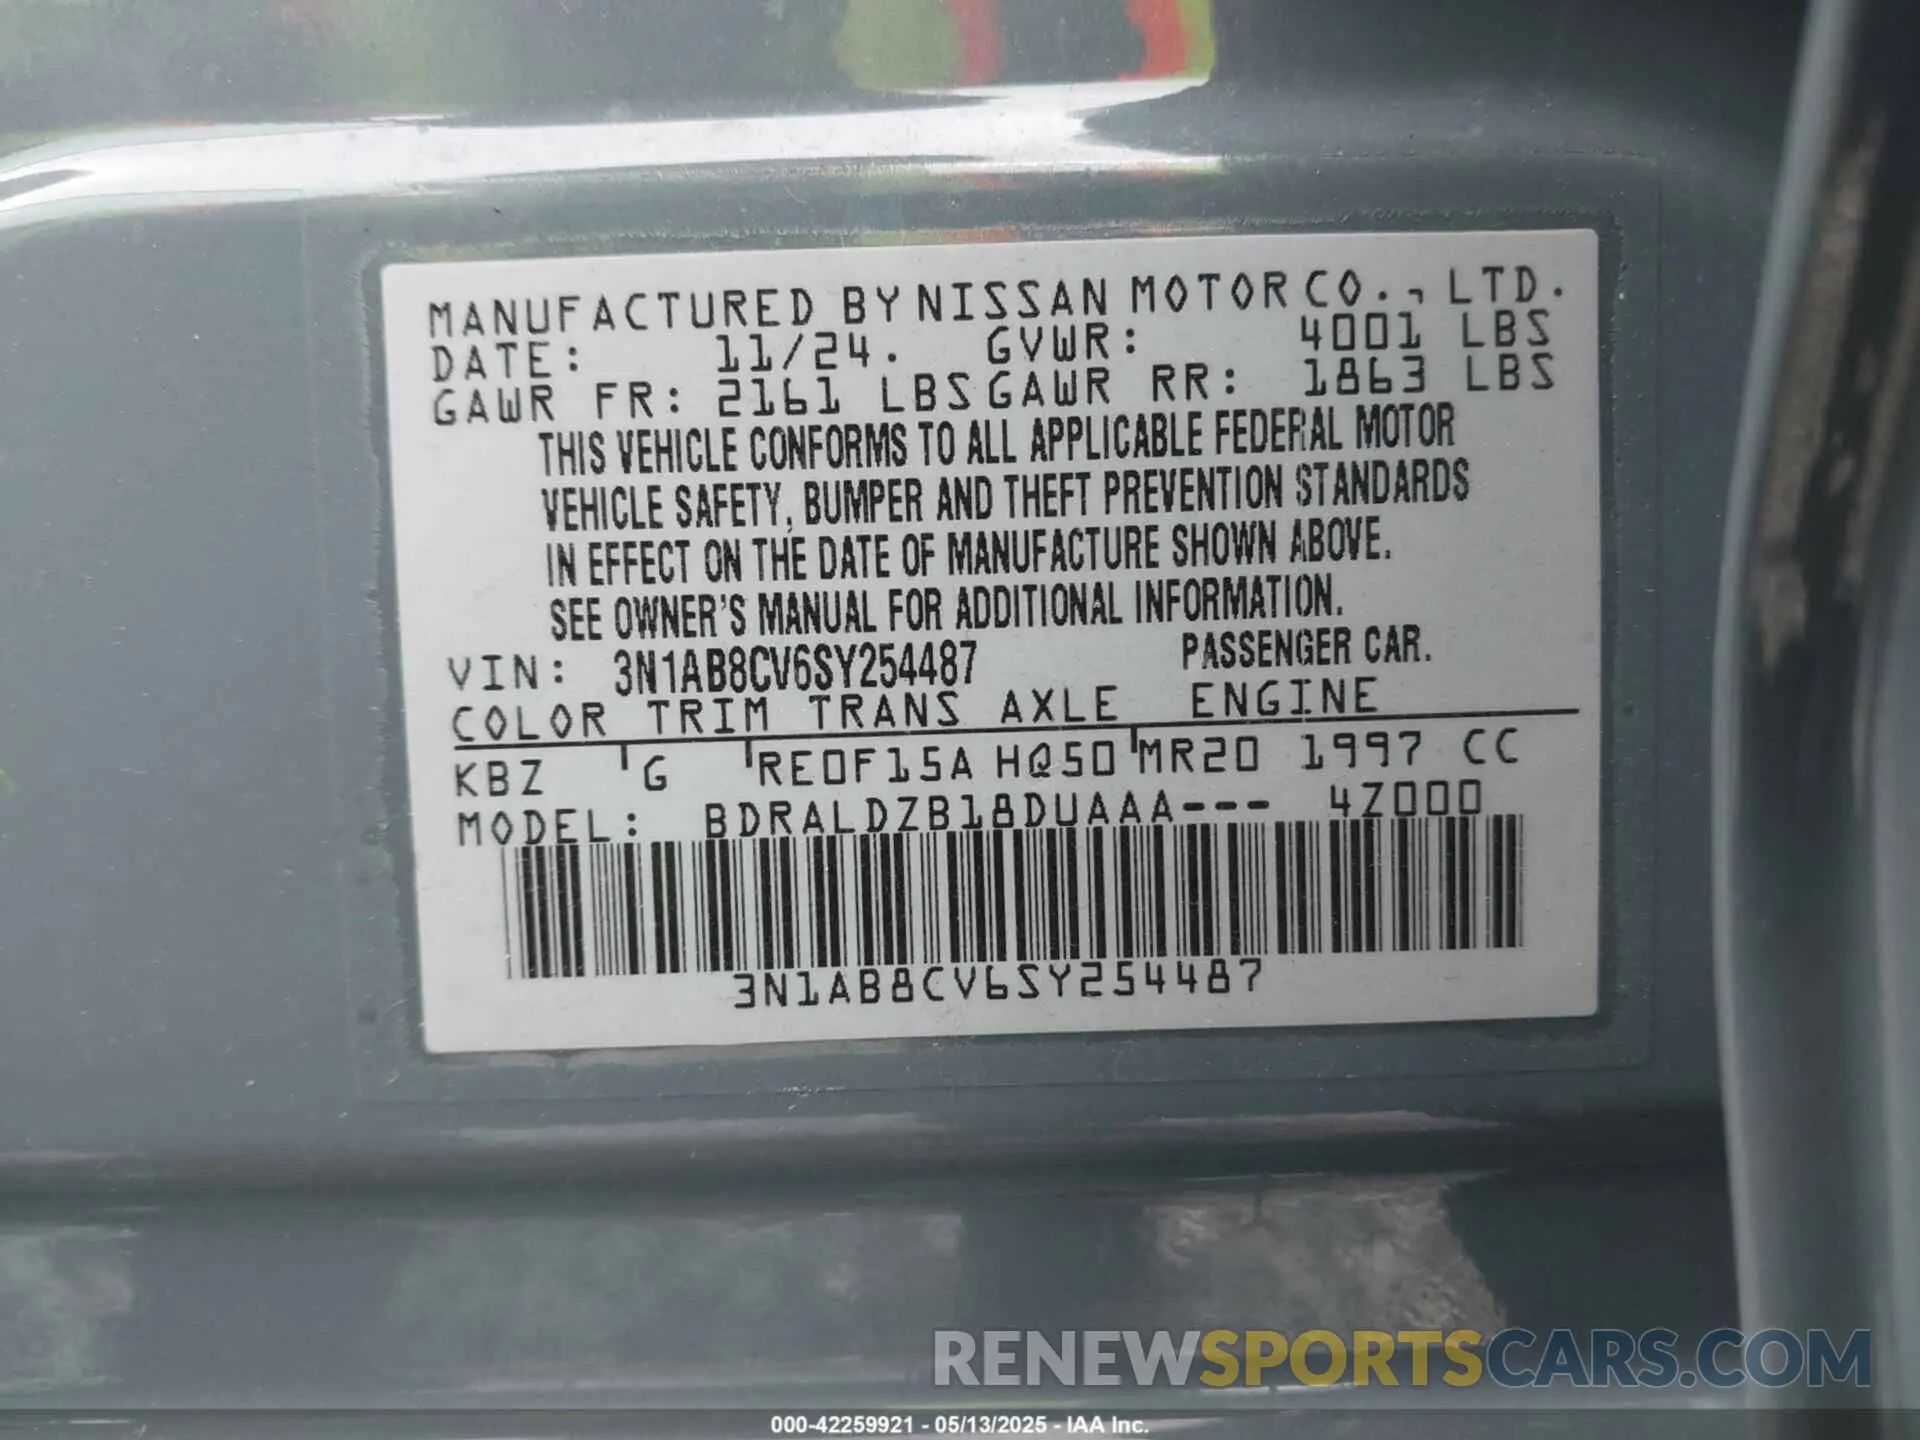 MANUFACTURED BY NISSAN MOTOR CO., LTD.
DATE: 11/24. GVWR: 4001 LBS
GAWR FR: 2161 LBS GAWR RR: 1863 LBS
THIS VEHICLE CONFORMS TO ALL APPLICABLE FEDERAL MOTOR
VEHICLE SAFETY, BUMPER AND THEFT PREVENTION STANDARDS
IN EFFECT ON THE DATE OF MANUFACTURE SHOWN ABOVE.
SEE OWNER'S MANUAL FOR ADDITIONAL INFORMATION.
VIN: 3N1AB8CV6SY254487 PASSENGER CAR.
COLOR TRIM TRANS AXLE ENGINE
KBZ G RE0F15A HQ50 MR20 1997 CC
MODEL: BDRALDZB18DUAAA--- 4Z000
3N1AB8CV6SY254487
RENEWSPORTSCARS.COM
000-42259921 - 05/13/2025 - IAA Inc.